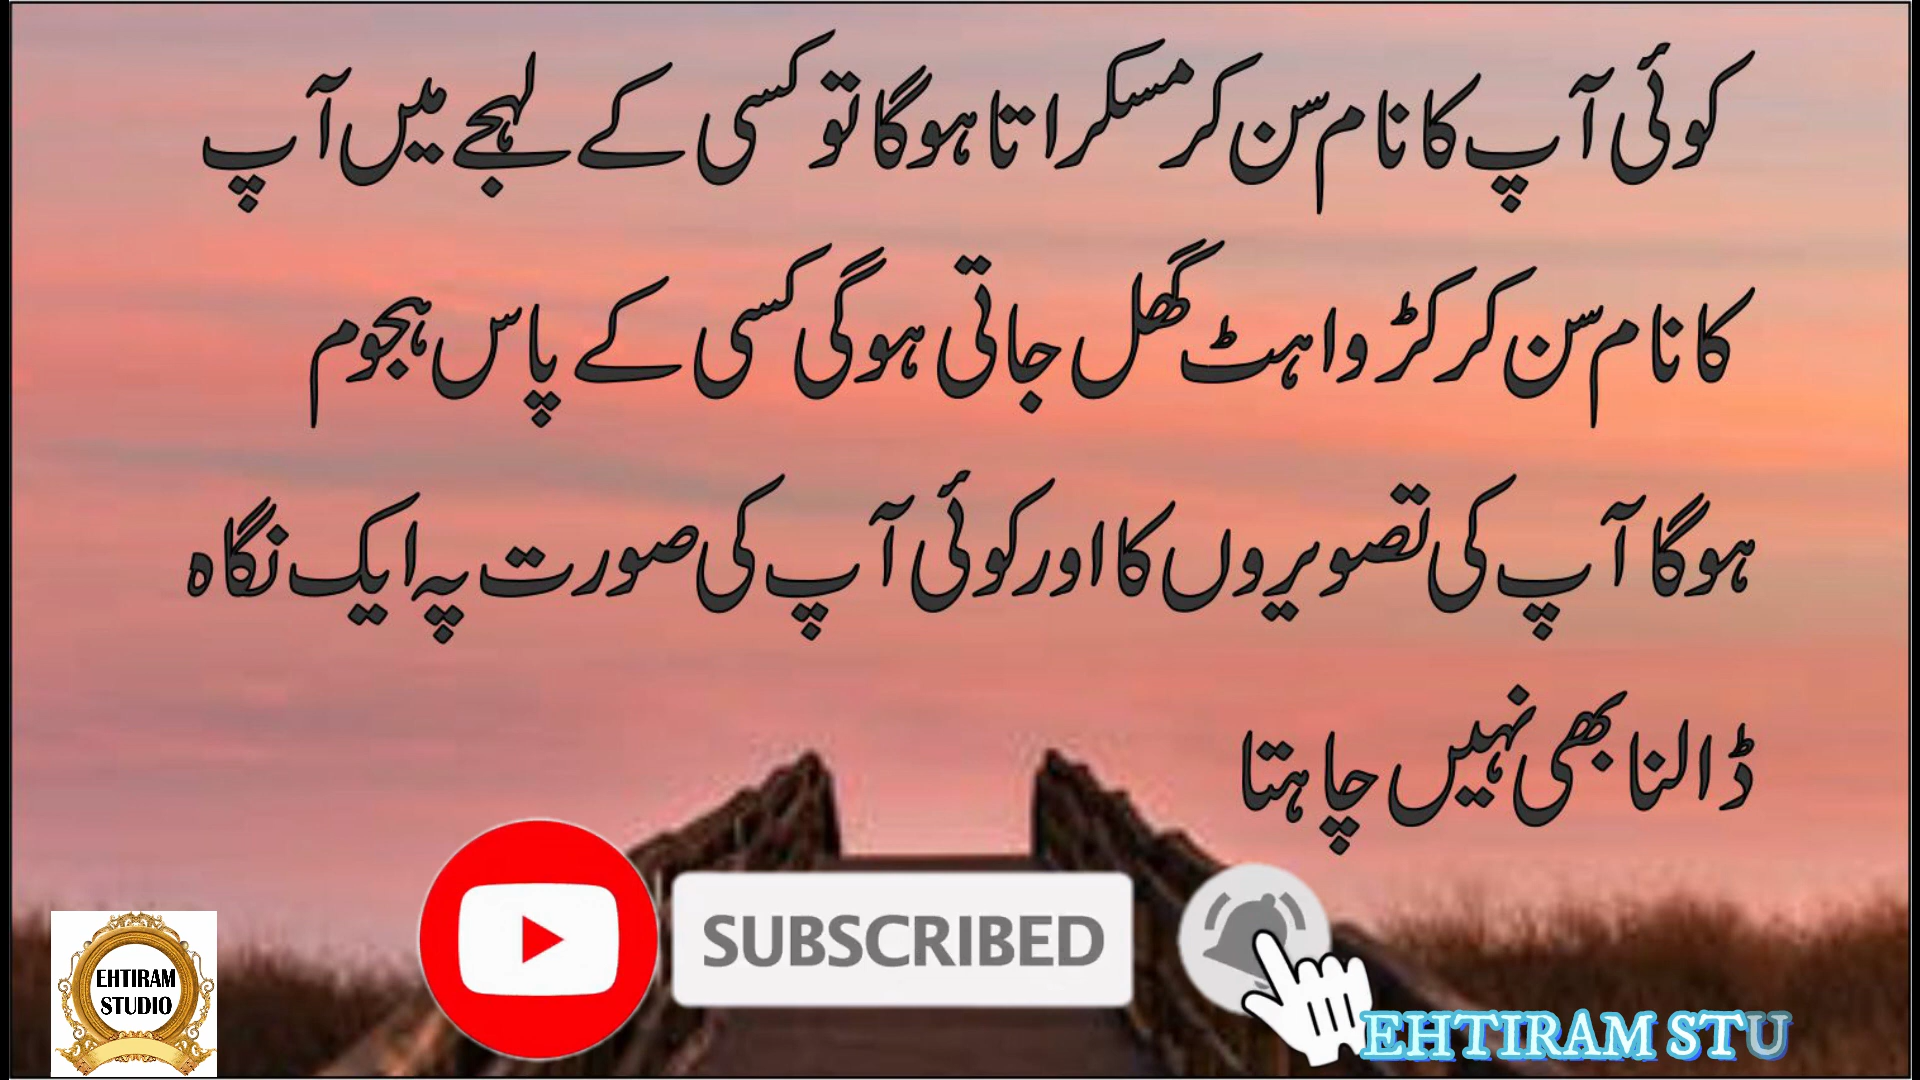 کوئی آپ کا نام سن کر مسکراتا ہوگا تو کسی کے لہجے میں آپ
کا نام سن کر کڑواہٹ گھل جاتی ہوگی کسی کے پاس ہجوم
ہوگا آپ کی تصویروں کا اور کوئی آپ کی صورت پہ ایک نگاہ
ڈالنا بھی نہیں چاہتا
SUBSCRIBED
EHTIRAM
STUDIO
EHTIRAM STU